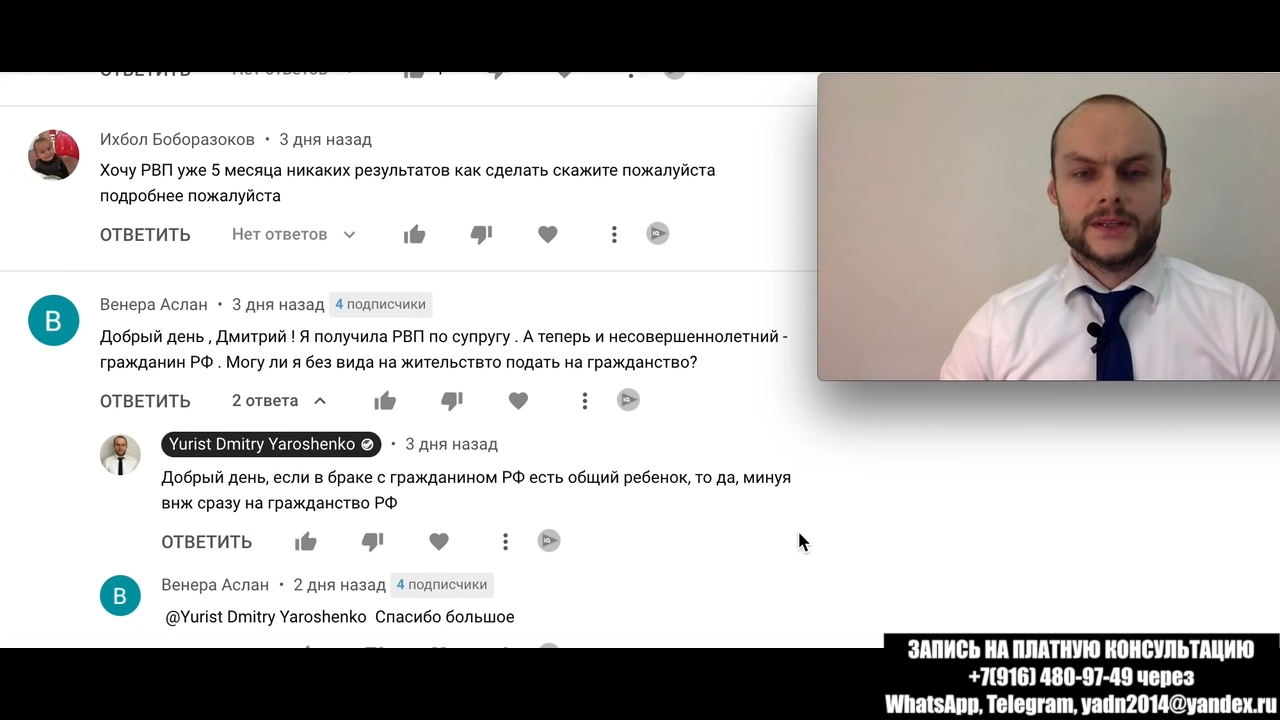 ОТВЕТИТЬ Нет ответов
Ихбол Боборазоков • 3 дня назад
Хочу РВП уже 5 месяца никаких результатов как сделать скажите пожалуйста
подробнее пожалуйста
ОТВЕТИТЬ Нет ответов
В
Венера Аслан • 3 дня назад 4 подписчики
Добрый день , Дмитрий ! Я получила РВП по супругу . А теперь и несовершеннолетний -
гражданин РФ . Могу ли я без вида на жительствто подать на гражданство?
ОТВЕТИТЬ 2 ответа
Yurist Dmitry Yaroshenko • 3 дня назад
Добрый день, если в браке с гражданином РФ есть общий ребенок, то да, минуя
внж сразу на гражданство РФ
ОТВЕТИТЬ
В
Венера Аслан • 2 дня назад 4 подписчики
@Yurist Dmitry Yaroshenko Спасибо большое
ЗАПИСЬ НА ПЛАТНУЮ КОНСУЛЬТАЦИЮ
+7(916) 480-97-49 через
WhatsApp, Telegram, yadn2014@yandex.ru